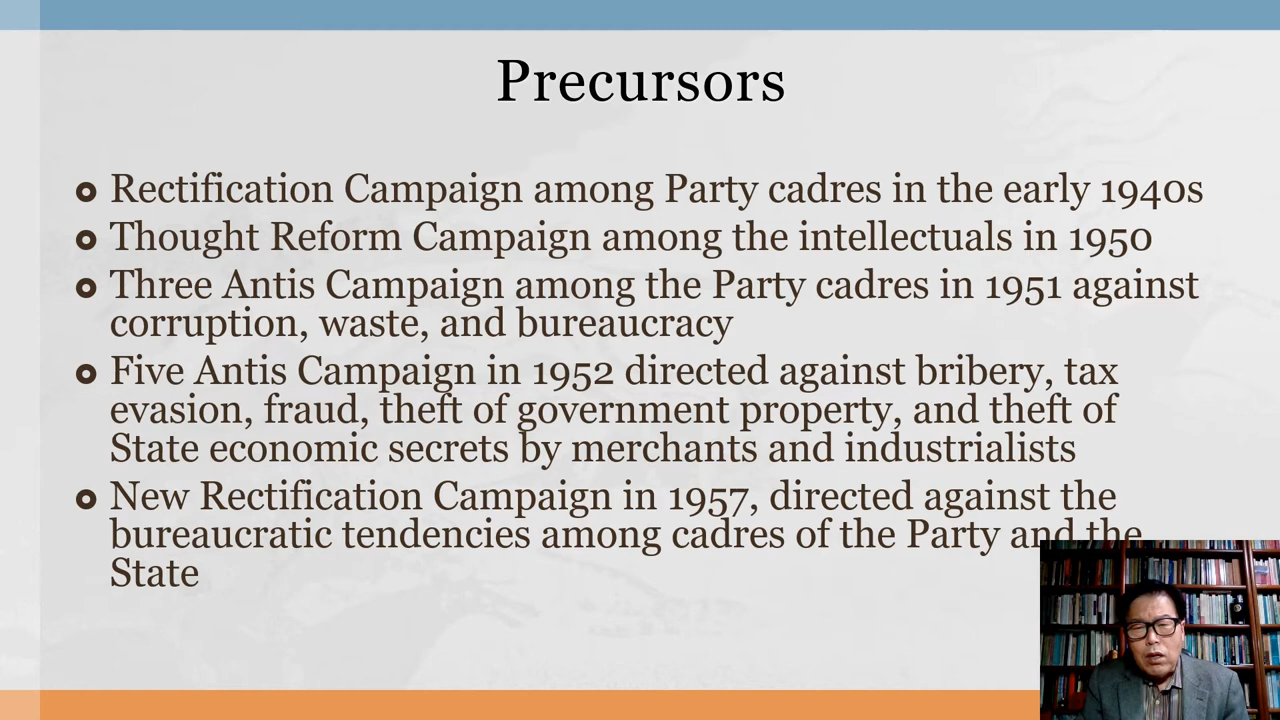 Precursors
Rectification Campaign among Party cadres in the early 1940s
Thought Reform Campaign among the intellectuals in 1950
Three Antis Campaign among the Party cadres in 1951 against
corruption, waste, and bureaucracy
Five Antis Campaign in 1952 directed against bribery, tax
evasion, fraud, theft of government property, and theft of
State economic secrets by merchants and industrialists
New Rectification Campaign in 1957, directed against the
bureaucratic tendencies among cadres of the Party and the
State